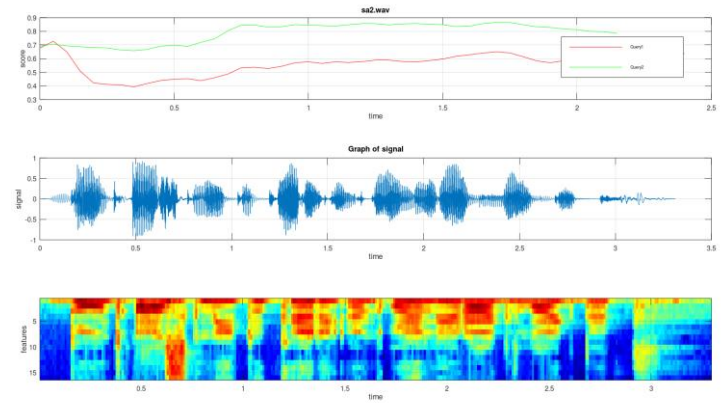 sa2.wav
0.9
0.8
0.7
0.6
0.5
0.4
0.3
score
Query1
Query2
0 0.5 1 1.5 2 2.5
time
Graph of signal
1
0.5
0
-0.5
-1
signal
0 0.5 1 1.5 2 2.5 3 3.5
time
5
10
15
features
0.5 1 1.5 2 2.5 3
time